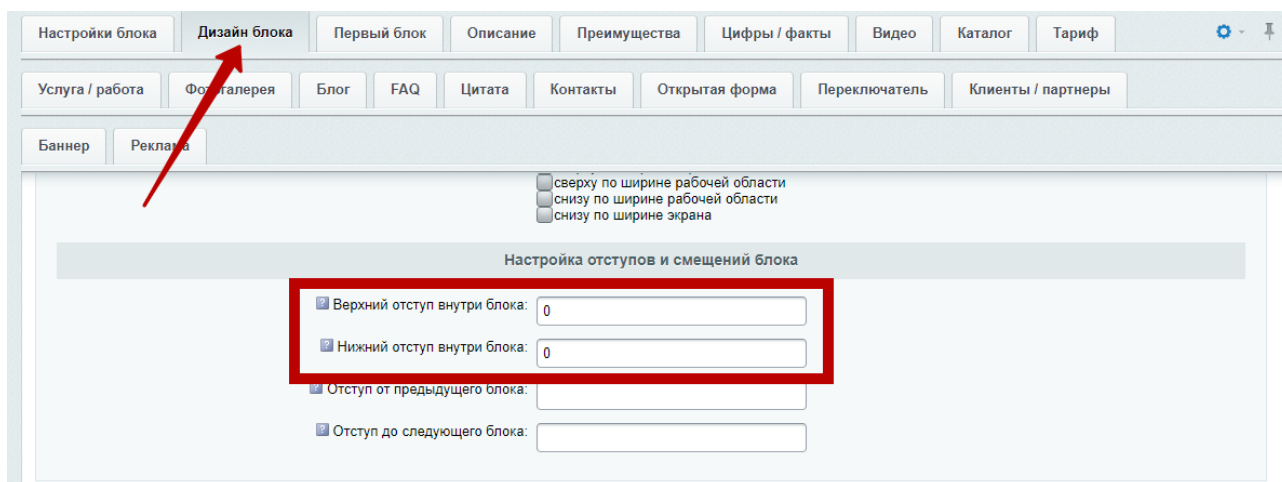 Настройки блока Дизайн блока Первый блок Описание Преимущества Цифры / факты Видео Каталог Тариф
Услуга / работа Фотогалерея Блог FAQ Цитата Контакты Открытая форма Переключатель Клиенты / партнеры
Баннер Реклама
сверху по ширине рабочей области
снизу по ширине рабочей области
снизу по ширине экрана
Настройка отступов и смещений блока
? Верхний отступ внутри блока: 0
? Нижний отступ внутри блока: 0
? Отступ от предыдущего блока:
? Отступ до следующего блока: